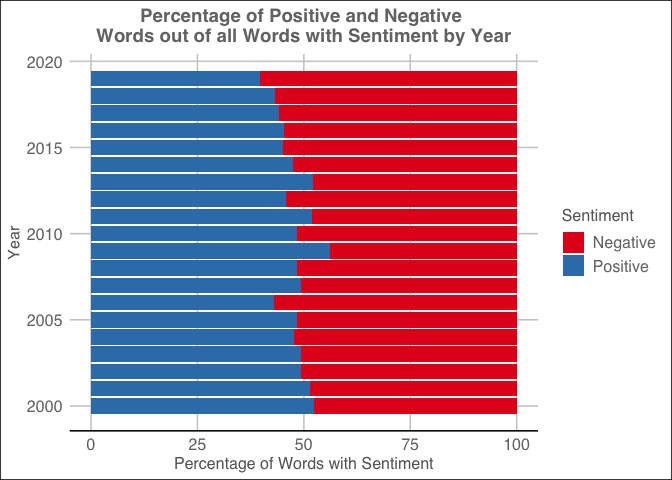 Percentage of Positive and Negative
Words out of all Words with Sentiment by Year
2020
2015
2010
2005
2000
Year
0 25 50 75 100
Percentage of Words with Sentiment
Sentiment
Negative
Positive